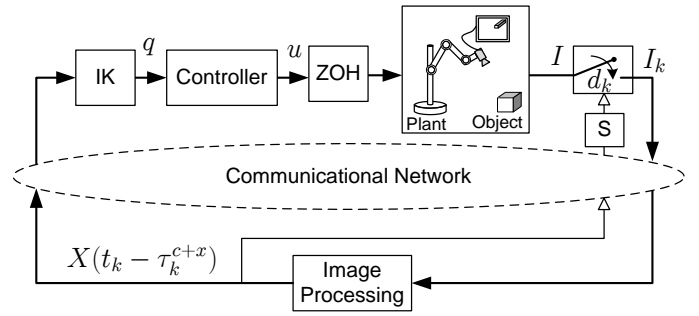 q
u
I
I_k
IK
Controller
ZOH
d_k
Plant
Object
S
Communicational Network
X(t_k − τ_k^{c+x})
Image
Processing